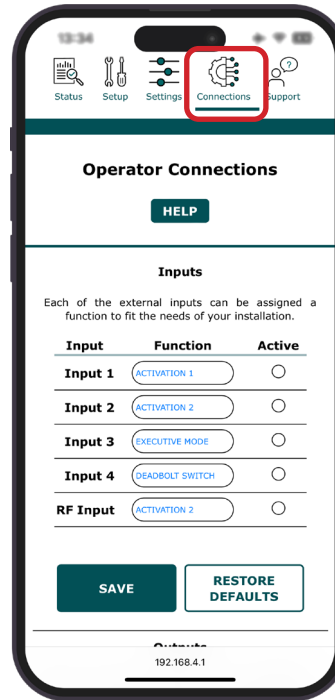 13:34
Status Setup Settings Connections Support
Operator Connections
HELP
Inputs
Each of the external inputs can be assigned a
function to fit the needs of your installation.
Input Function Active
Input 1 ACTIVATION 1
Input 2 ACTIVATION 2
Input 3 EXECUTIVE MODE
Input 4 DEADBOLT SWITCH
RF Input ACTIVATION 2
SAVE
RESTORE
DEFAULTS
Outputs
192.168.4.1